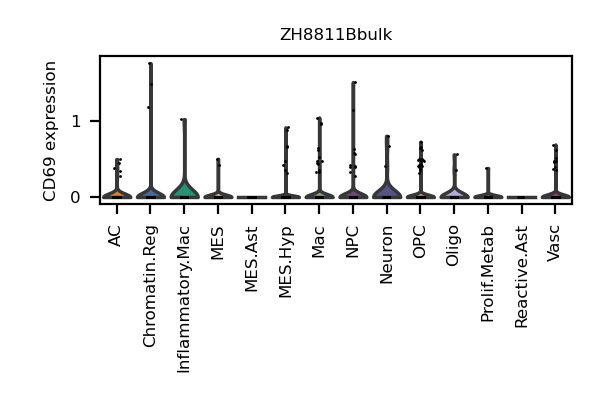 ZH8811Bbulk
CD69 expression
1
0
AC
Chromatin.Reg
Inflammatory.Mac
MES
MES.Ast
MES.Hyp
Mac
NPC
Neuron
OPC
Oligo
Prolif.Metab
Reactive.Ast
Vasc